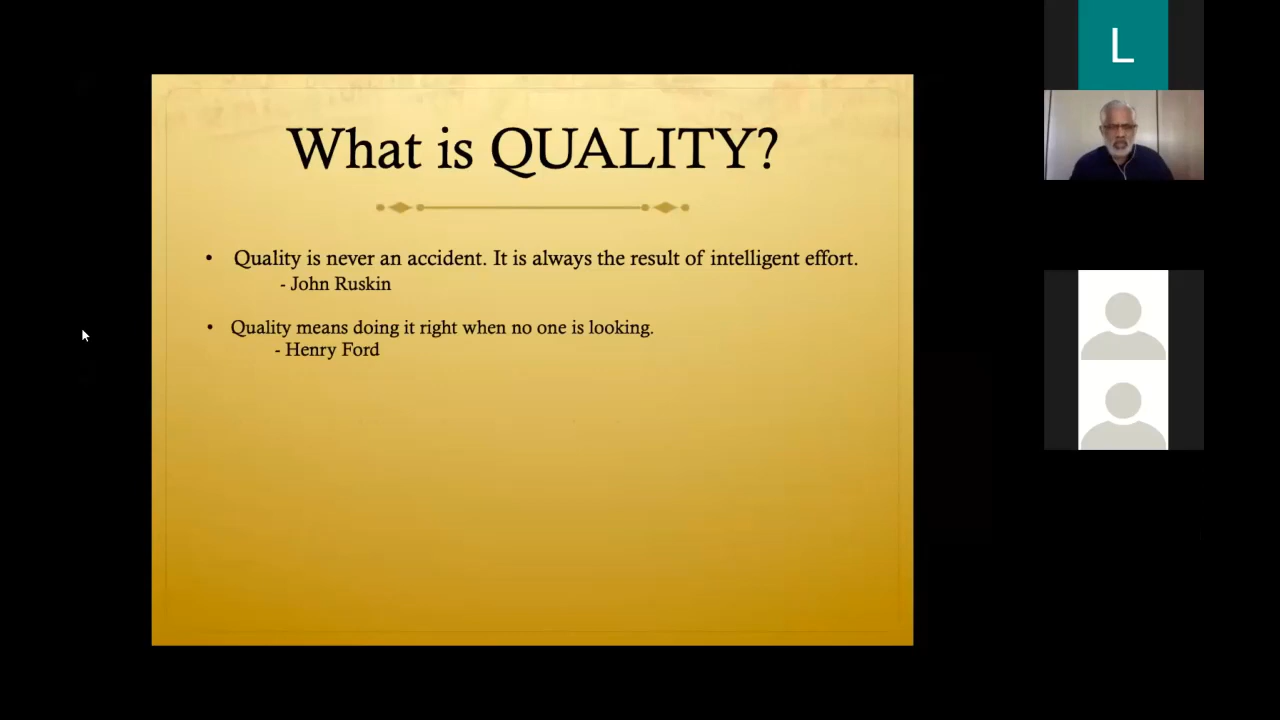 What is QUALITY?
• Quality is never an accident. It is always the result of intelligent effort.
- John Ruskin
• Quality means doing it right when no one is looking.
- Henry Ford
L